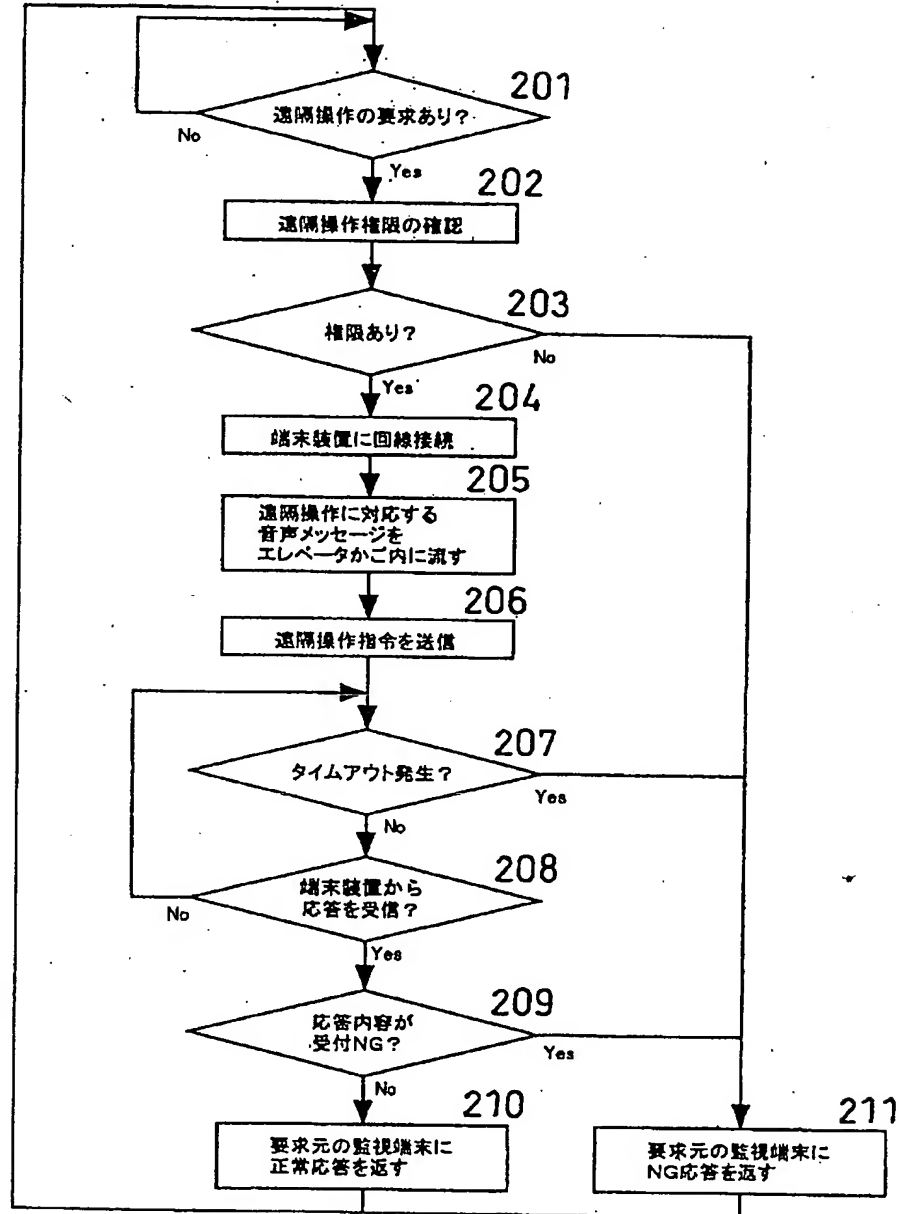 201
遠隔操作の要求あり?
No
Yes
202
遠隔操作権限の確認
203
権限あり?
No
Yes
204
端末装置に回線接続
205
遠隔操作に対応する
音声メッセージを
エレベータかご内に流す
206
遠隔操作指令を送信
207
タイムアウト発生?
Yes
No
208
端末装置から
応答を受信?
No
Yes
209
応答内容が
受付NG?
Yes
No
210
要求元の監視端末に
正常応答を返す
211
要求元の監視端末に
NG応答を返す